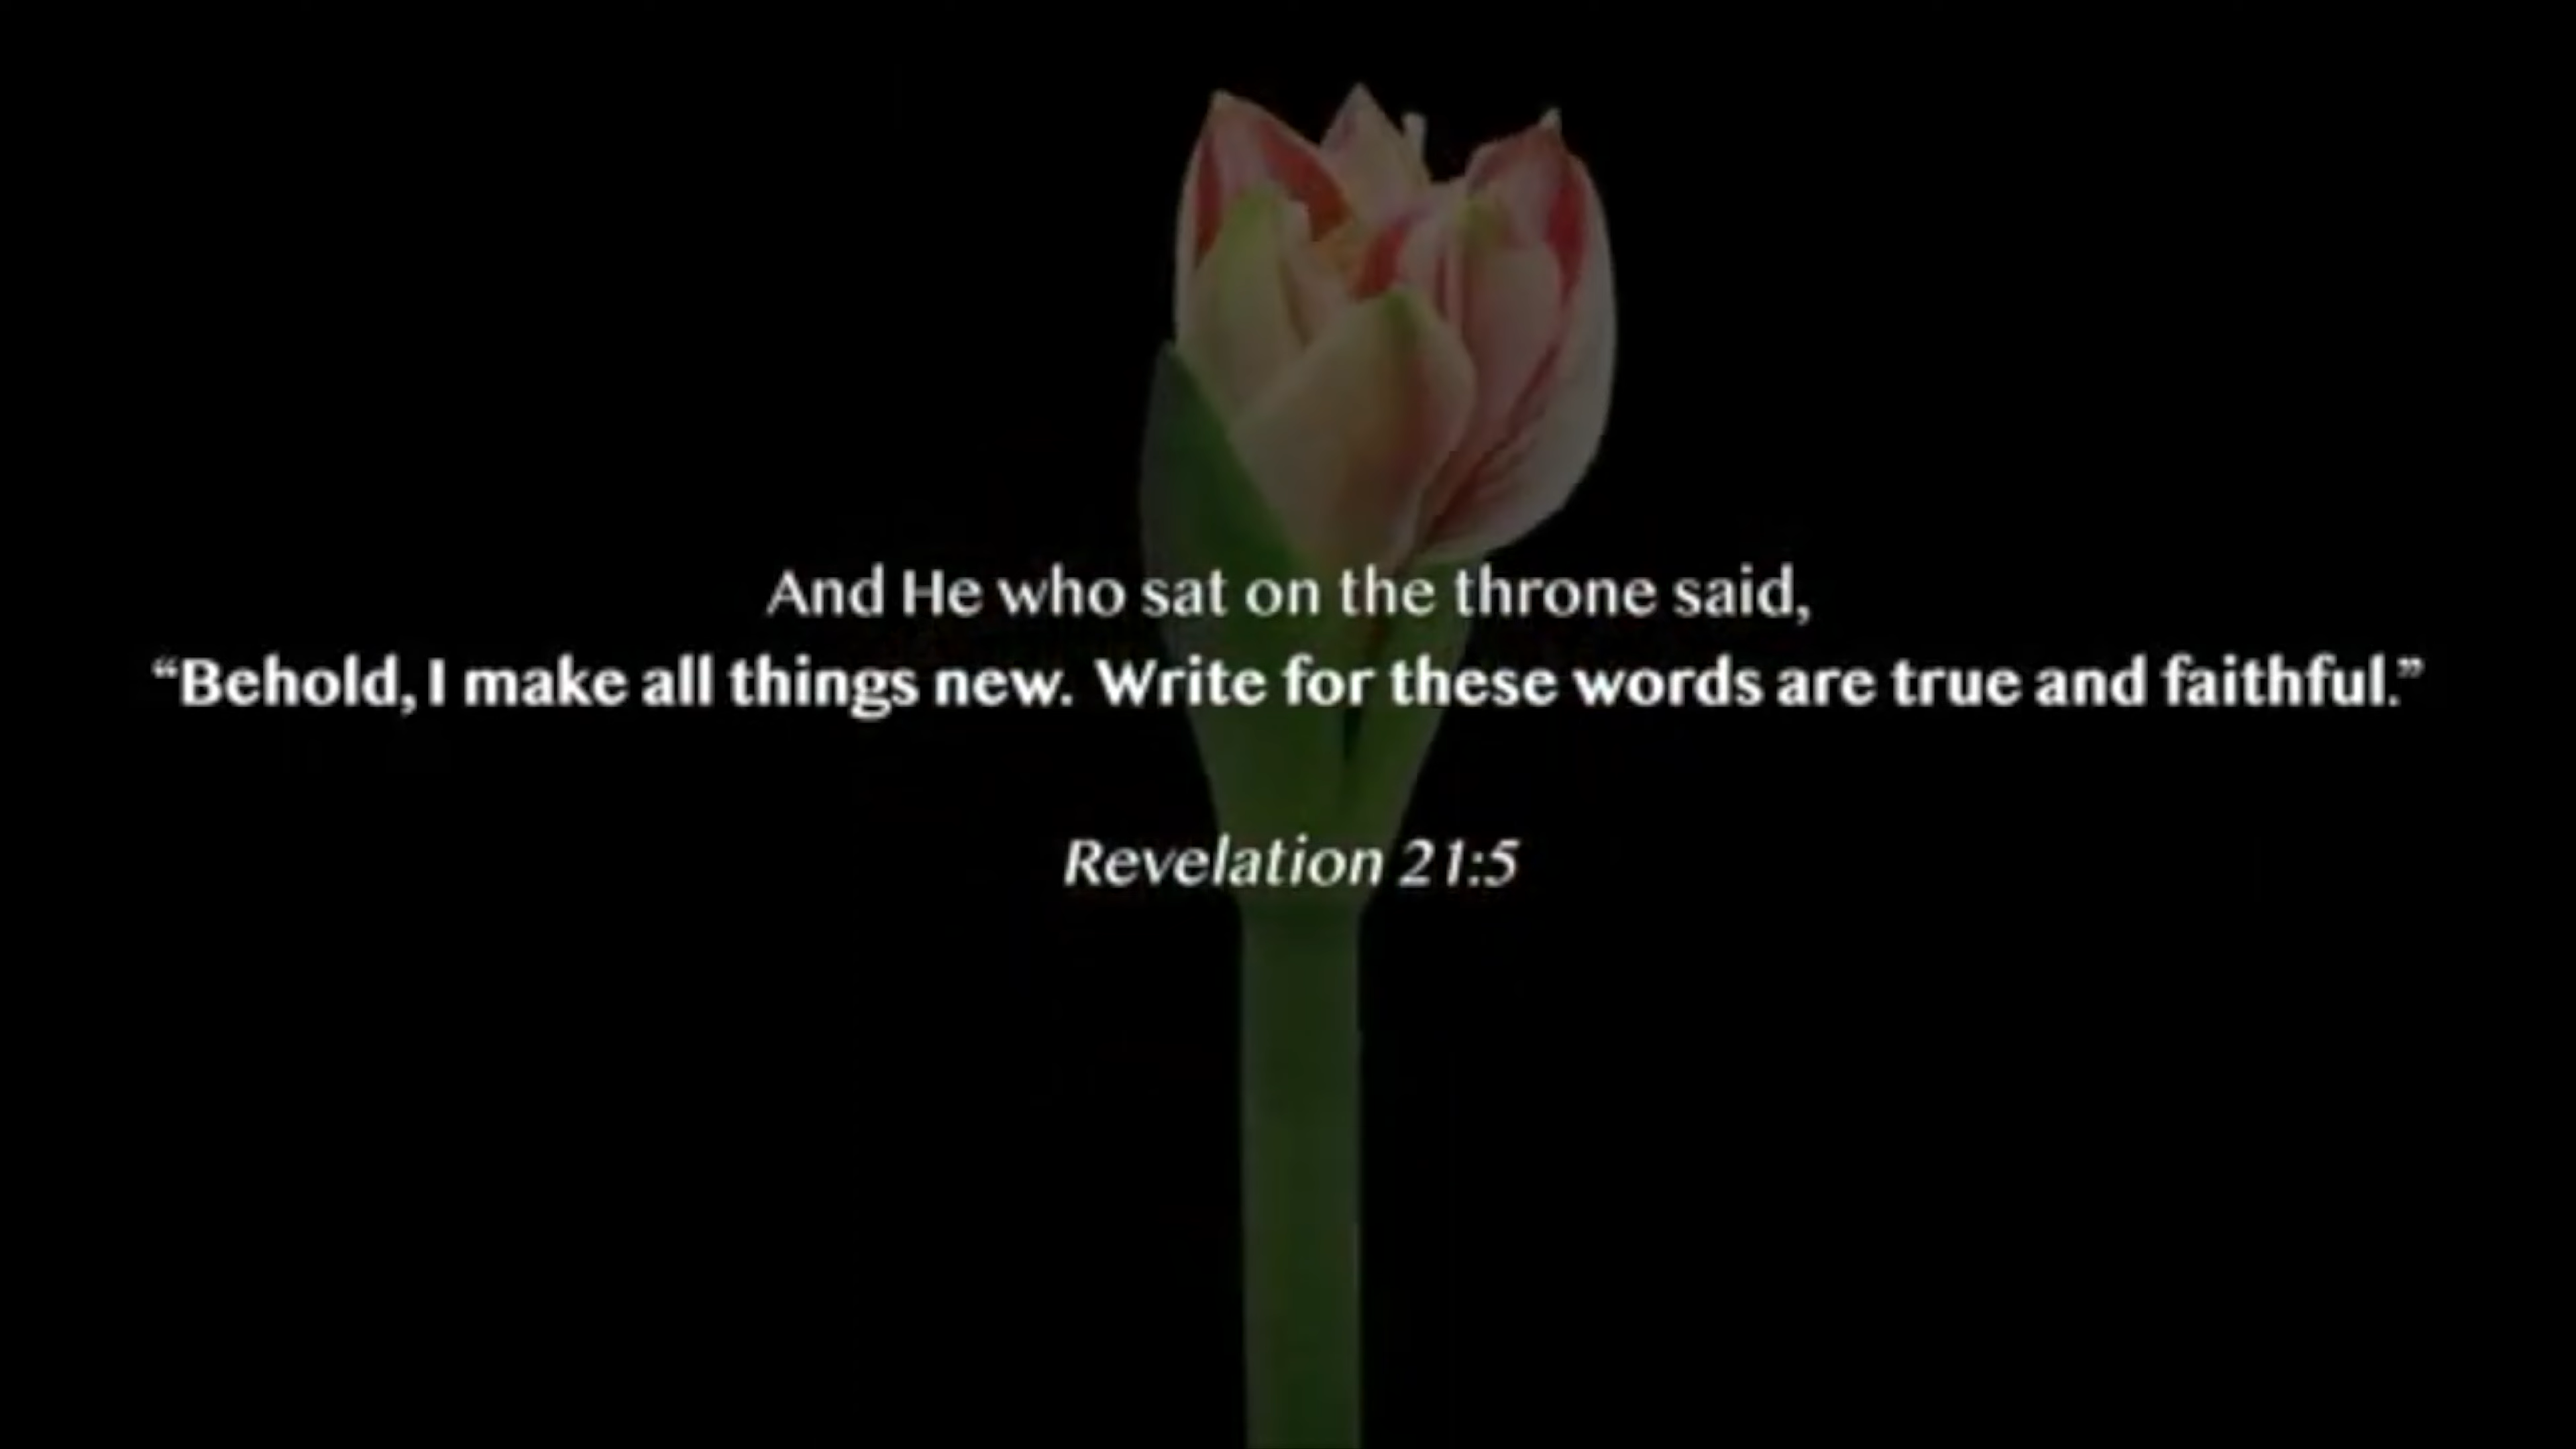 And He who sat on the throne said,
“Behold, I make all things new. Write for these words are true and faithful.”
Revelation 21:5